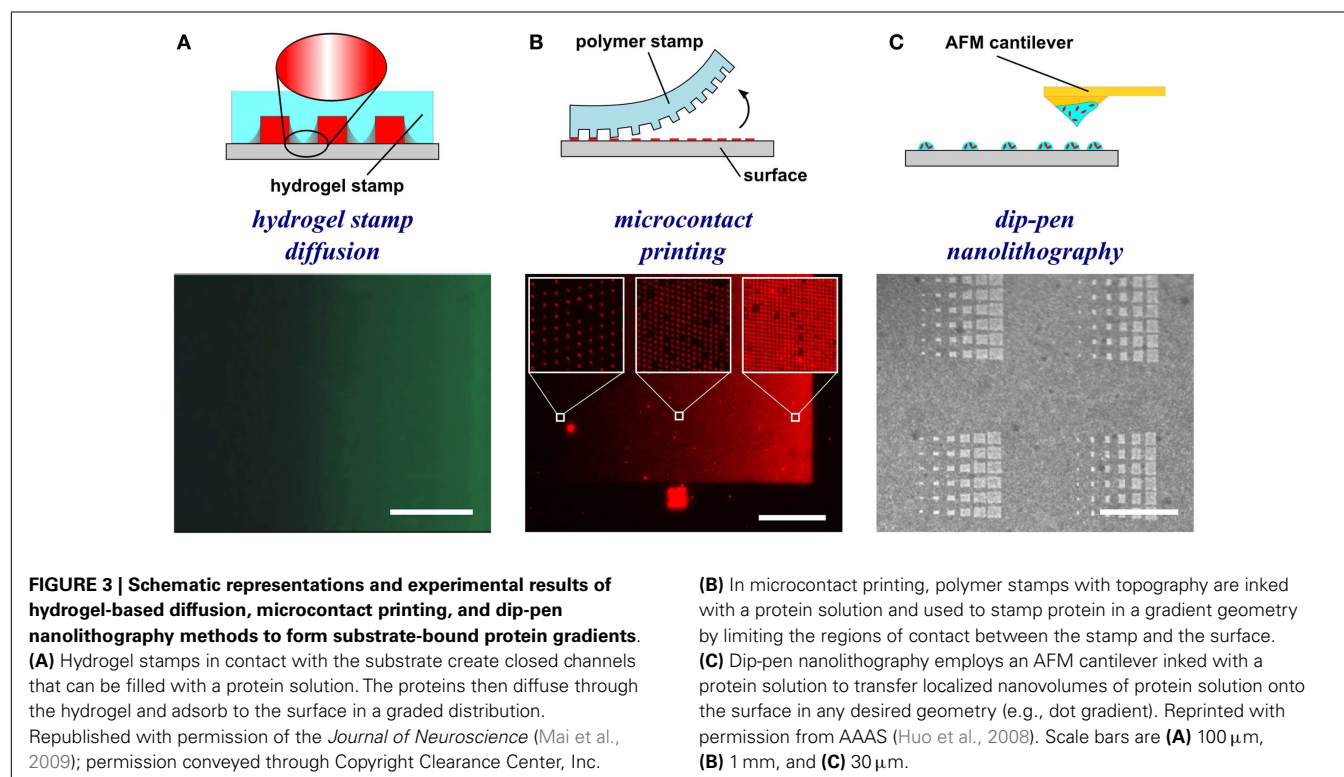 A
B
C
polymer stamp
AFM cantilever
hydrogel stamp
surface
hydrogel stamp
diffusion
microcontact
printing
dip-pen
nanolithography
FIGURE 3 | Schematic representations and experimental results of
hydrogel-based diffusion, microcontact printing, and dip-pen
nanolithography methods to form substrate-bound protein gradients.
(A) Hydrogel stamps in contact with the substrate create closed channels
that can be filled with a protein solution. The proteins then diffuse through
the hydrogel and adsorb to the surface in a graded distribution.
Republished with permission of the Journal of Neuroscience (Mai et al.,
2009); permission conveyed through Copyright Clearance Center, Inc.
(B) In microcontact printing, polymer stamps with topography are inked
with a protein solution and used to stamp protein in a gradient geometry
by limiting the regions of contact between the stamp and the surface.
(C) Dip-pen nanolithography employs an AFM cantilever inked with a
protein solution to transfer localized nanovolumes of protein solution onto
the surface in any desired geometry (e.g., dot gradient). Reprinted with
permission from AAAS (Huo et al., 2008). Scale bars are (A) 100 μm,
(B) 1 mm, and (C) 30 μm.